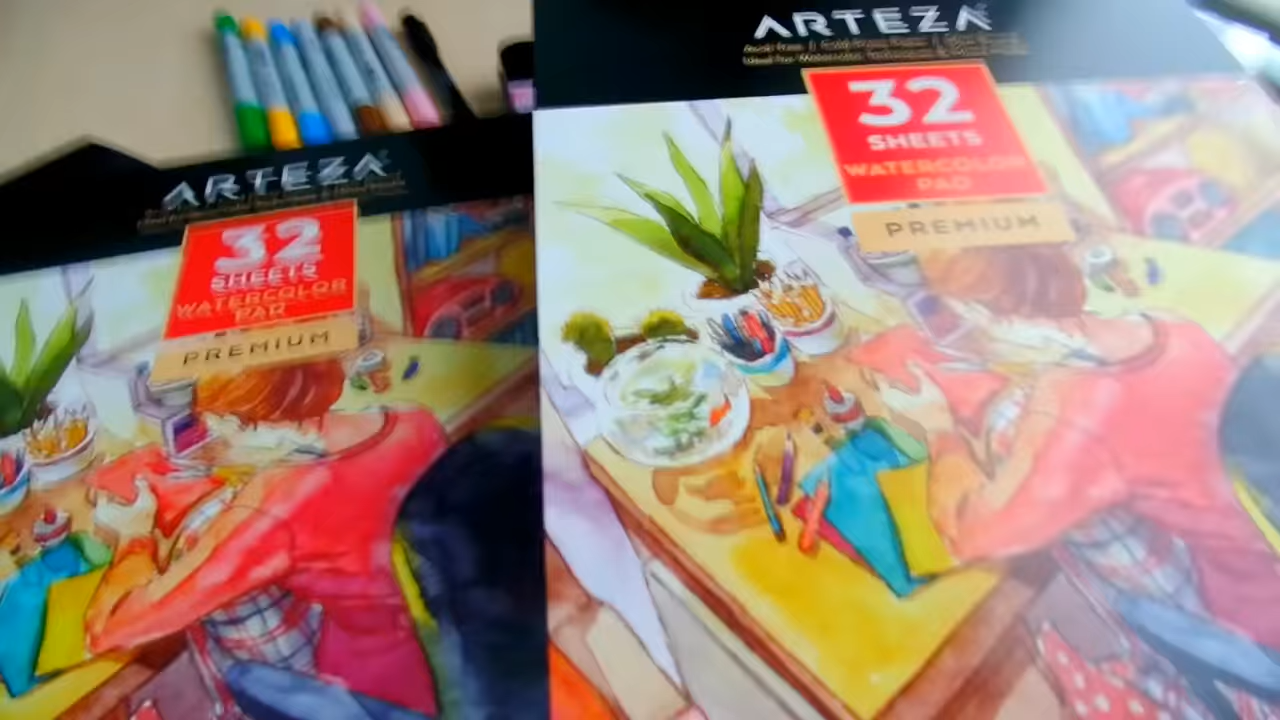 ARTEZA
32
SHEETS
WATERCOLOR
PAD
PREMIUM
ARTEZA
32
SHEETS
WATERCOLOR
PAD
PREMIUM